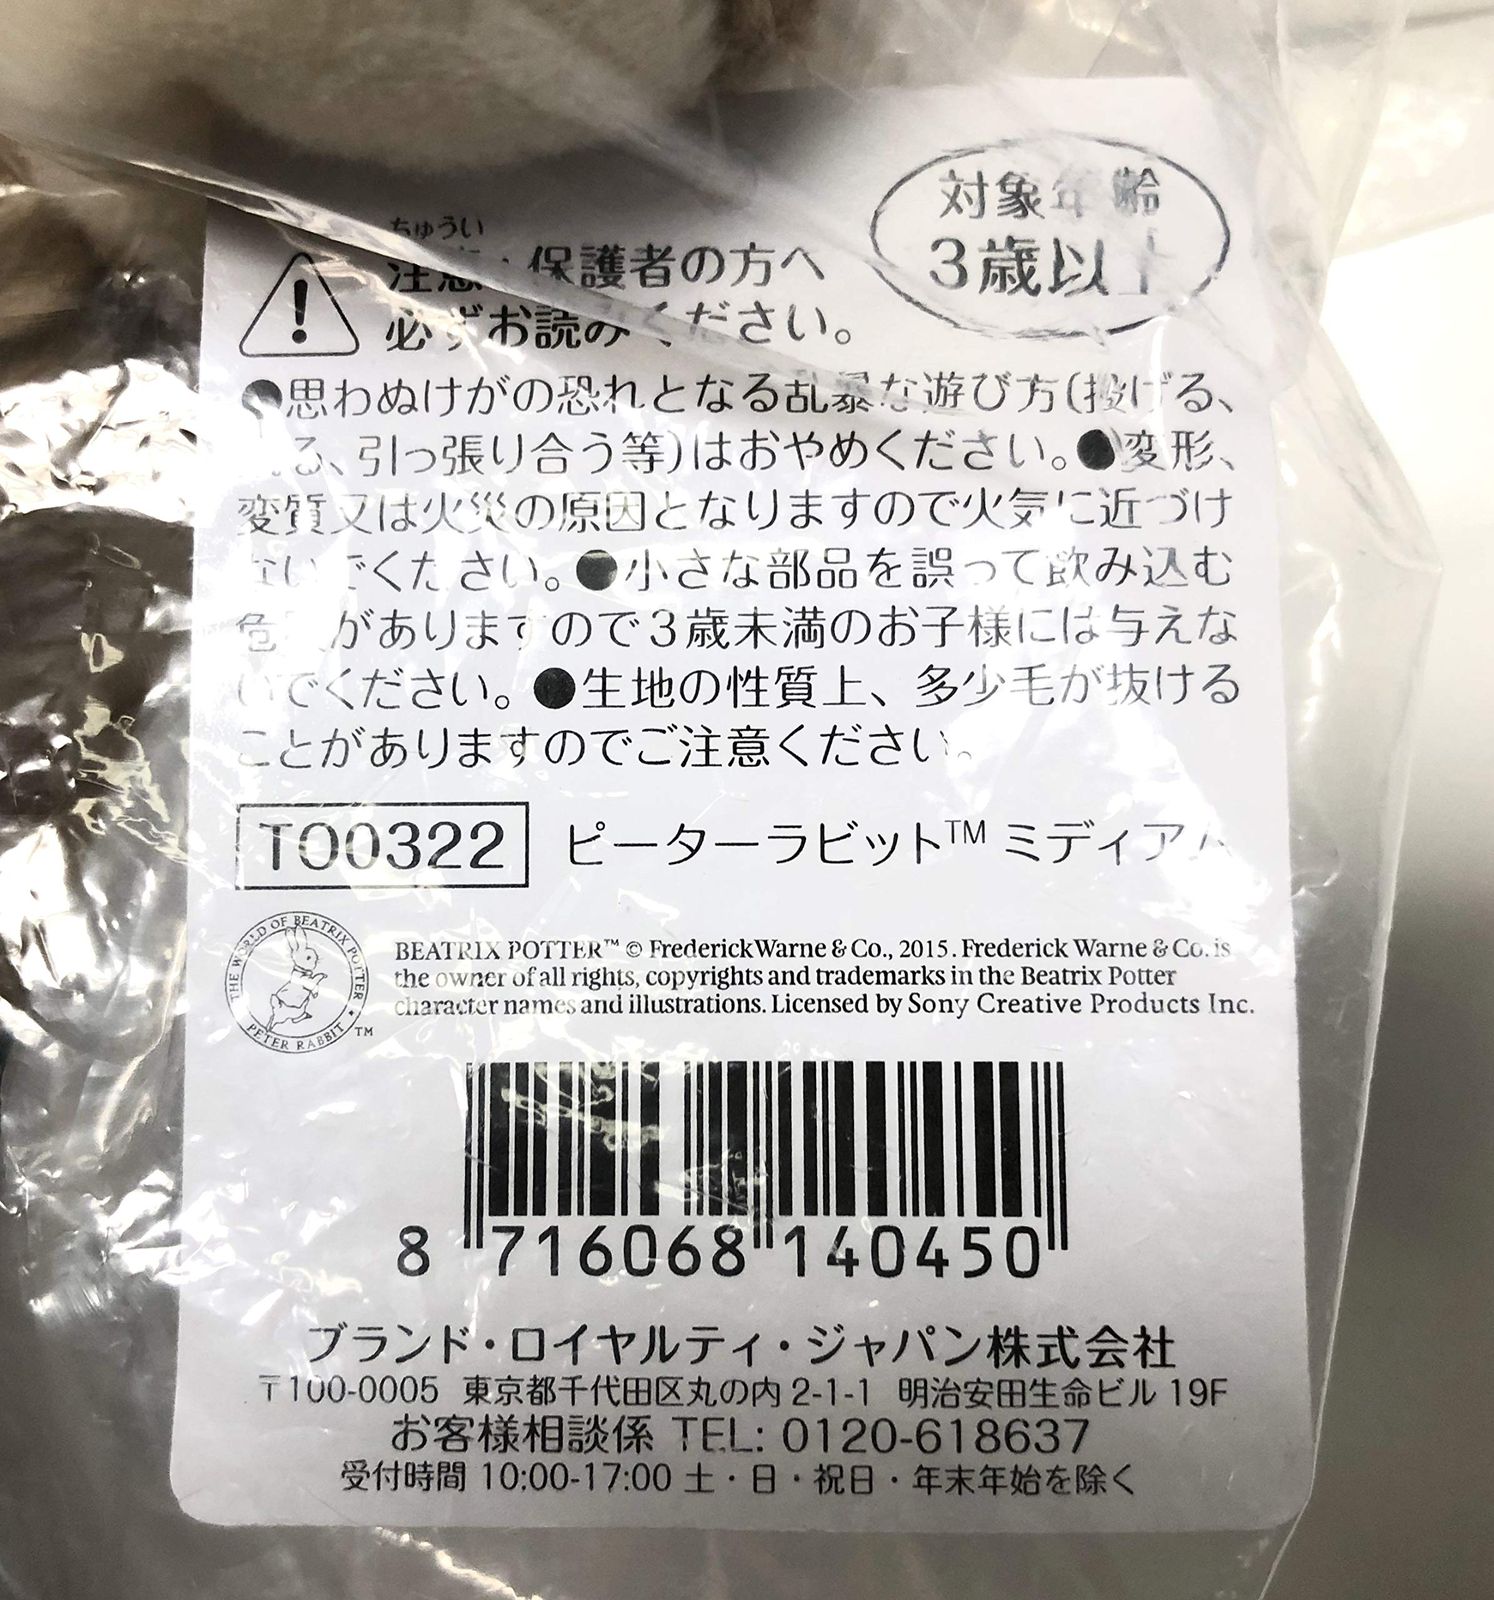 対象年齢
3歳以上
ちゅうい
注意:保護者の方へ
必ずお読みください。
●思わぬけがの恐れとなる乱暴な遊び方(投げる、
る、引っ張り合う等)はおやめください。●変形、
変質又は火災の原因となりますので火気に近づけ
ないでください。●小さな部品を誤って飲み込む
危険がありますので3歳未満のお子様には与えな
いでください。●生地の性質上、多少毛が抜ける
ことがありますのでご注意ください。
TO0322 ピーターラビット™ ミディアム
THE WORLD OF BEATRIX POTTER
PETER RABBIT ™
BEATRIX POTTER™ © Frederick Warne & Co., 2015. Frederick Warne & Co. is
the owner of all rights, copyrights and trademarks in the Beatrix Potter
character names and illustrations. Licensed by Sony Creative Products Inc.
8 716068 140450
ブランド・ロイヤルティ・ジャパン株式会社
〒100-0005 東京都千代田区丸の内 2-1-1 明治安田生命ビル 19F
お客様相談係 TEL: 0120-618637
受付時間 10:00-17:00 土・日・祝日・年末年始を除く